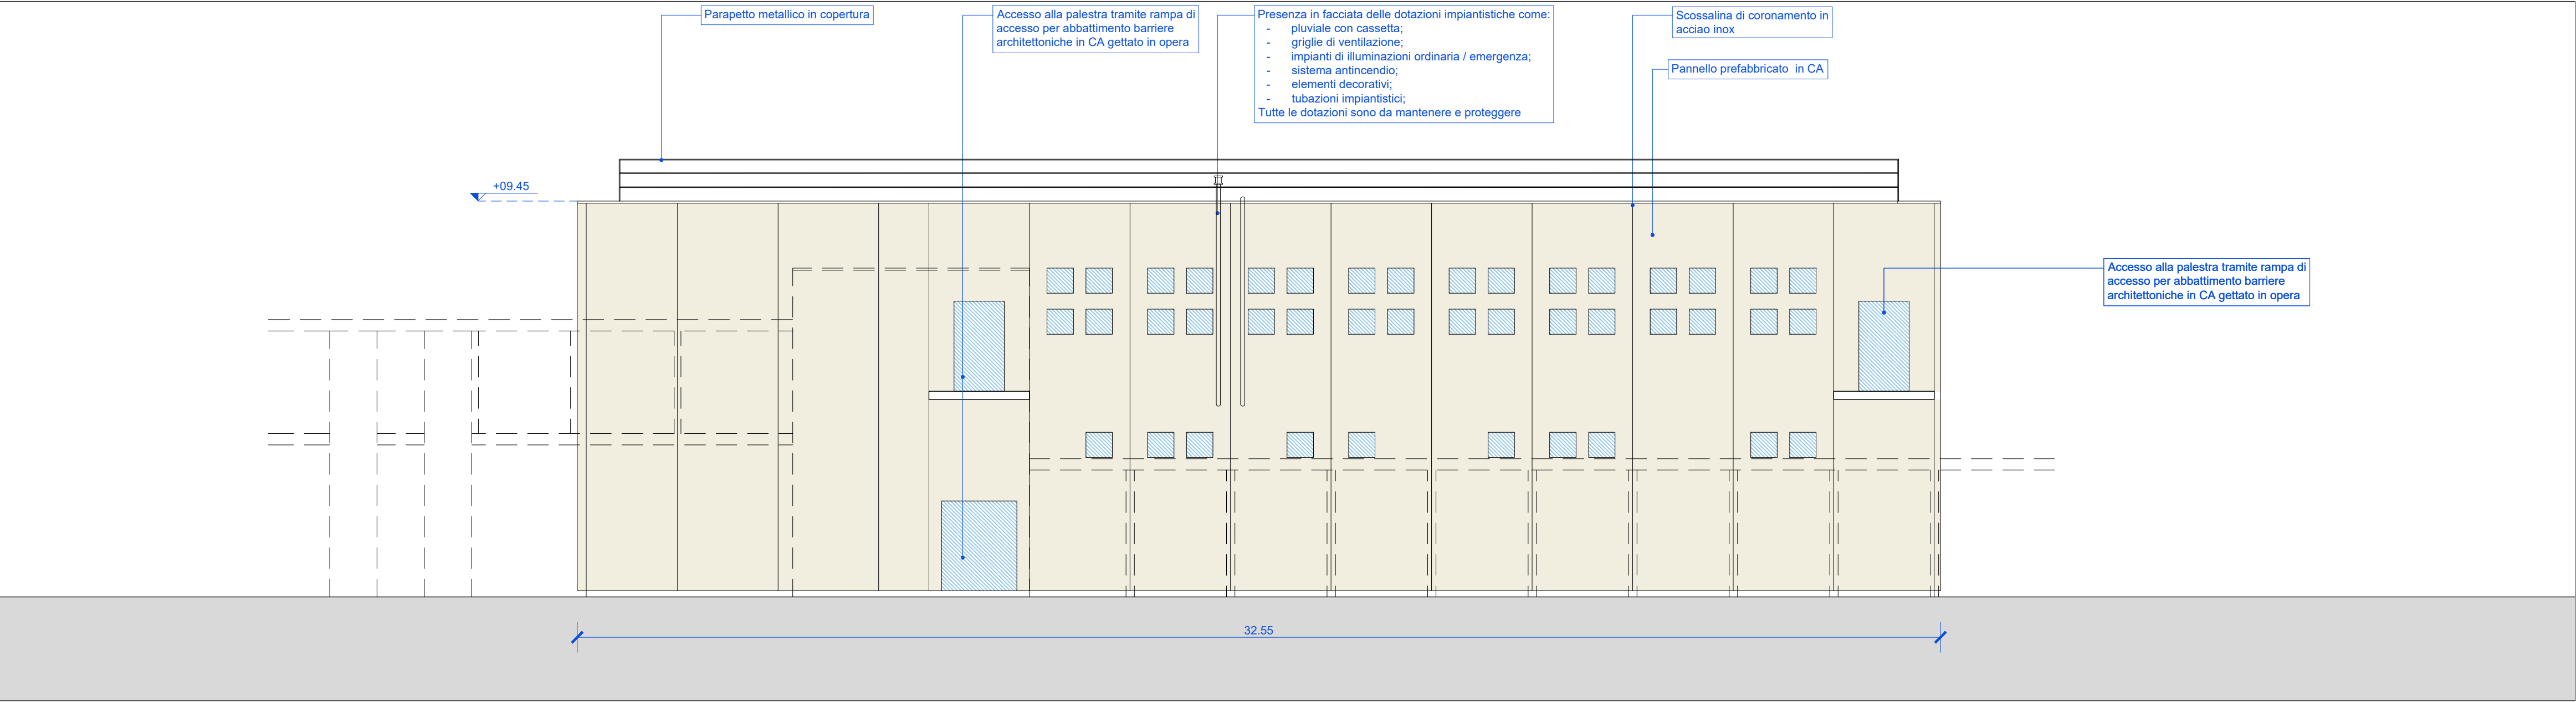 Parapetto metallico in copertura
Accesso alla palestra tramite rampa di
accesso per abbattimento barriere
architettoniche in CA gettato in opera
Presenza in facciata delle dotazioni impiantistiche come:
- pluviale con cassetta;
- griglie di ventilazione;
- impianti di illuminazioni ordinaria / emergenza;
- sistema antincendio;
- elementi decorativi;
- tubazioni impiantistici;
Tutte le dotazioni sono da mantenere e proteggere
Scossalina di coronamento in
acciao inox
Pannello prefabbricato in CA
+09.45
Accesso alla palestra tramite rampa di
accesso per abbattimento barriere
architettoniche in CA gettato in opera
32.55